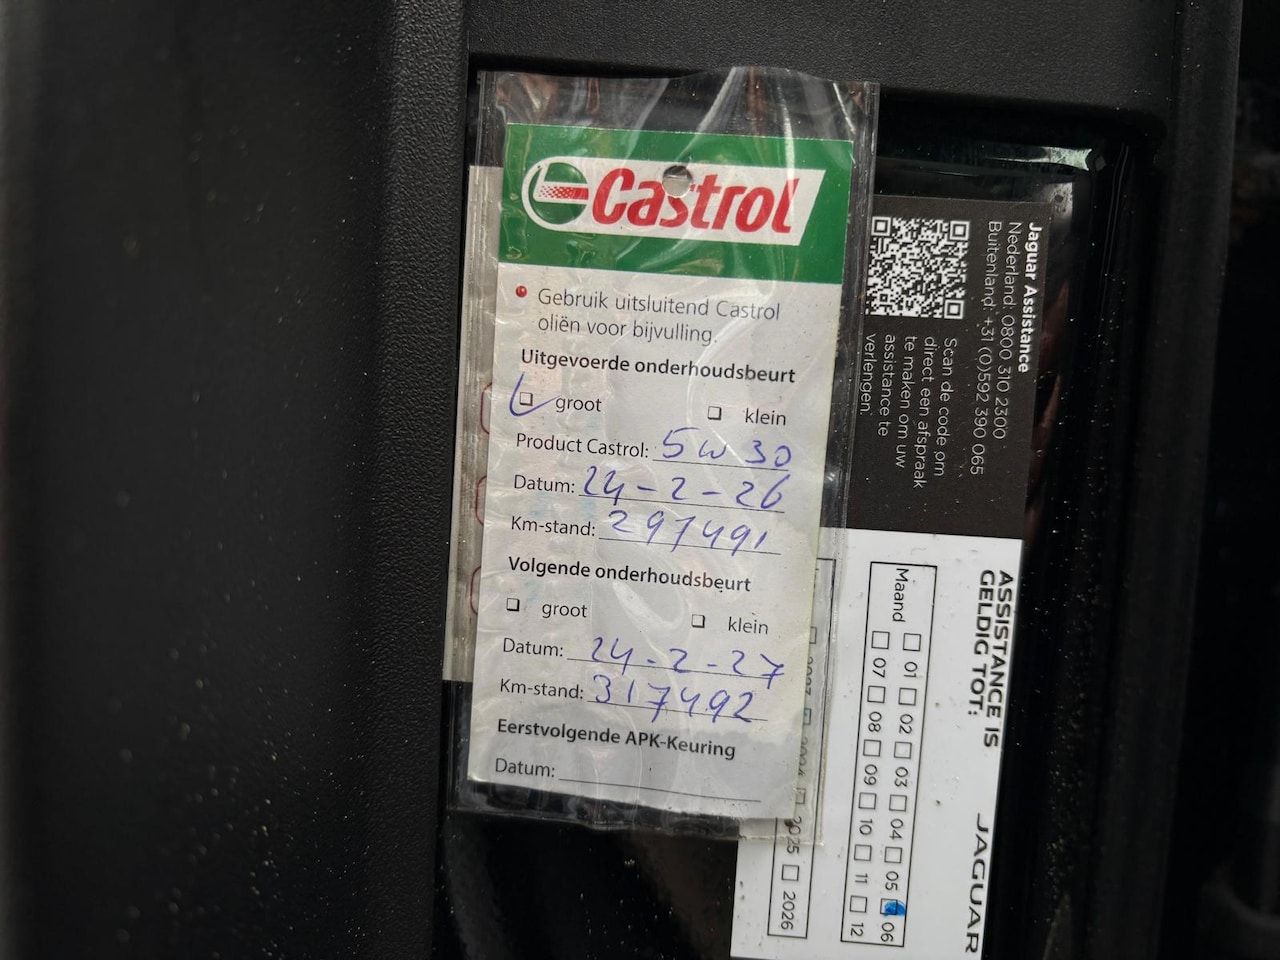 Castrol
Gebruik uitsluitend Castrol
oliën voor bijvulling.
Uitgevoerde onderhoudsbeurt
groot klein
Product Castrol: 5w30
Datum: 24-2-26
Km-stand: 297491
Volgende onderhoudsbeurt
groot klein
Datum: 24-2-27
Km-stand: 317492
Eerstvolgende APK-Keuring
Datum:
Jaguar Assistance
Nederland: 0800 310 2300
Buitenland: +31 (0)592 390 065
Scan de code om
direct een afspraak
te maken om uw
assistance te
verlengen.
ASSISTANCE IS
GELDIG TOT:
JAGUAR
Maand
01 02 03 04 05 06
07 08 09 10 11 12
2025 2026